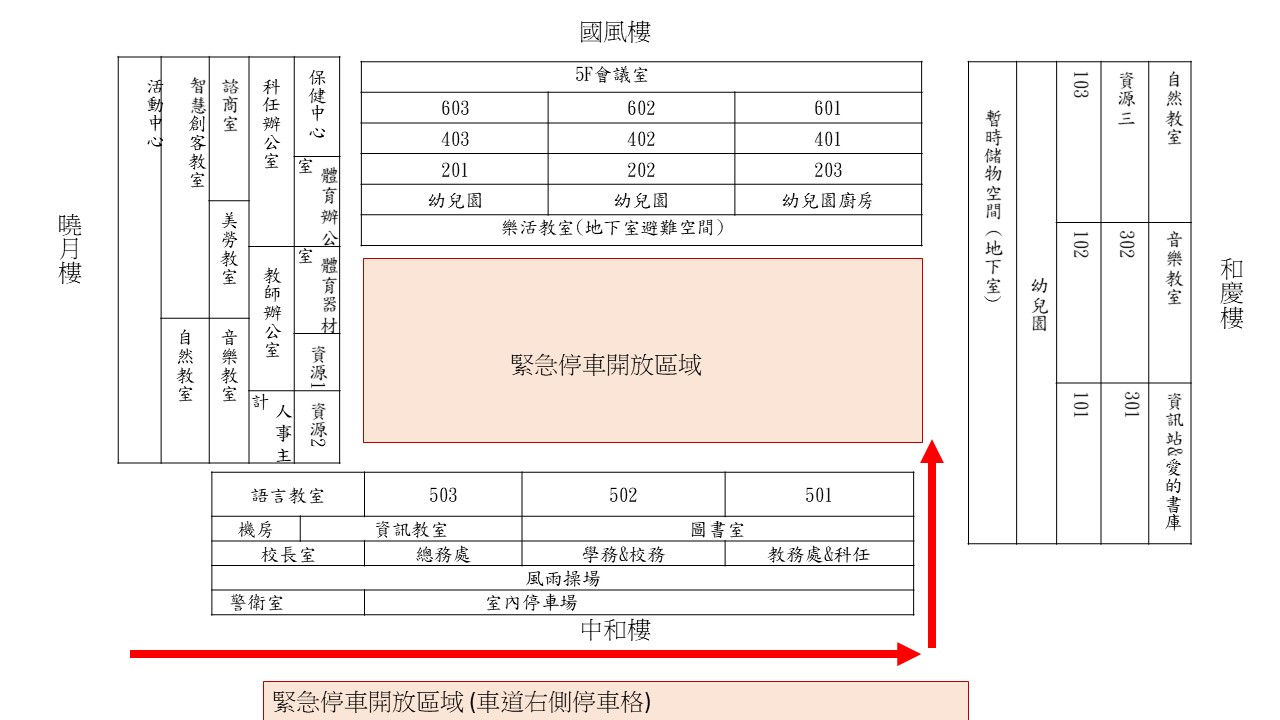 國風樓
曉月樓
活動中心
智慧創客教室
自然教室
諮商室
美勞教室
音樂教室
科任辦公室
教師辦公室
人事主計
保健中心
體育辦公室
體育器材室
資源1
資源2
5F會議室
603 602 601
403 402 401
201 202 203
幼兒園 幼兒園 幼兒園廚房
樂活教室(地下室避難空間)
緊急停車開放區域
暫時儲物空間(地下室)
幼兒園
103
102
101
資源三
302
301
自然教室
音樂教室
資訊站&愛的書庫
和慶樓
語言教室 503 502 501
機房 資訊教室 圖書室
校長室 總務處 學務&校務 教務處&科任
風雨操場
警衛室 室內停車場
中和樓
緊急停車開放區域 (車道右側停車格)